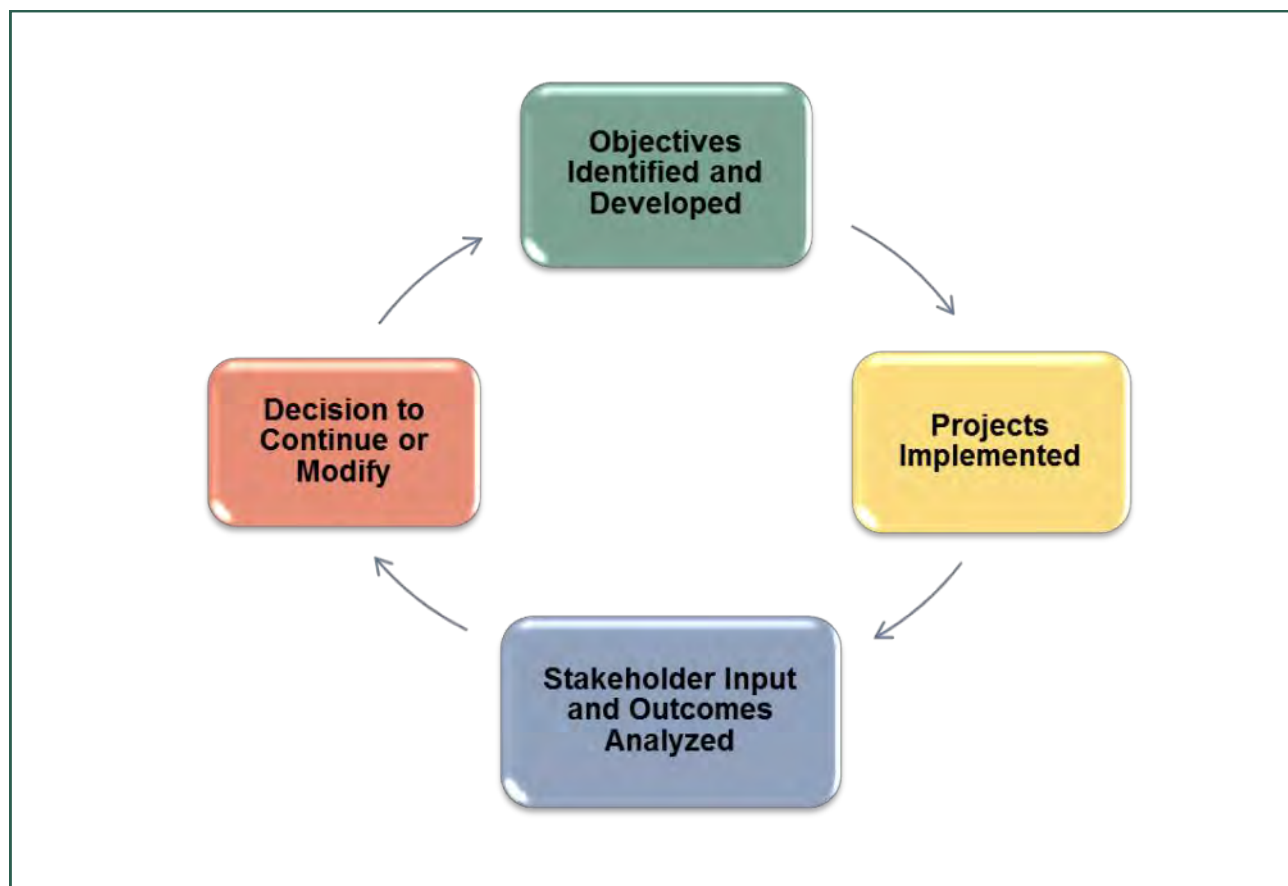 Objectives
Identified and
Developed
Projects
Implemented
Stakeholder Input
and Outcomes
Analyzed
Decision to
Continue or
Modify